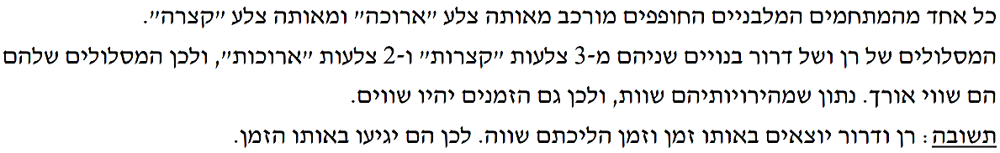 כל אחד מהמתחמים המלבניים החופפים מורכב מאותה צלע "ארוכה" ומאותה צלע "קצרה".
המסלולים של רן ושל דרור בנויים שניהם מ-3 צלעות "קצרות" ו-2 צלעות "ארוכות", ולכן המסלולים שלהם
הם שווי אורך. נתון שמהירויותיהם שוות, ולכן גם הזמנים יהיו שווים.
תשובה: רן ודרור יוצאים באותו זמן וזמן הליכתם שווה. לכן הם יגיעו באותו הזמן.